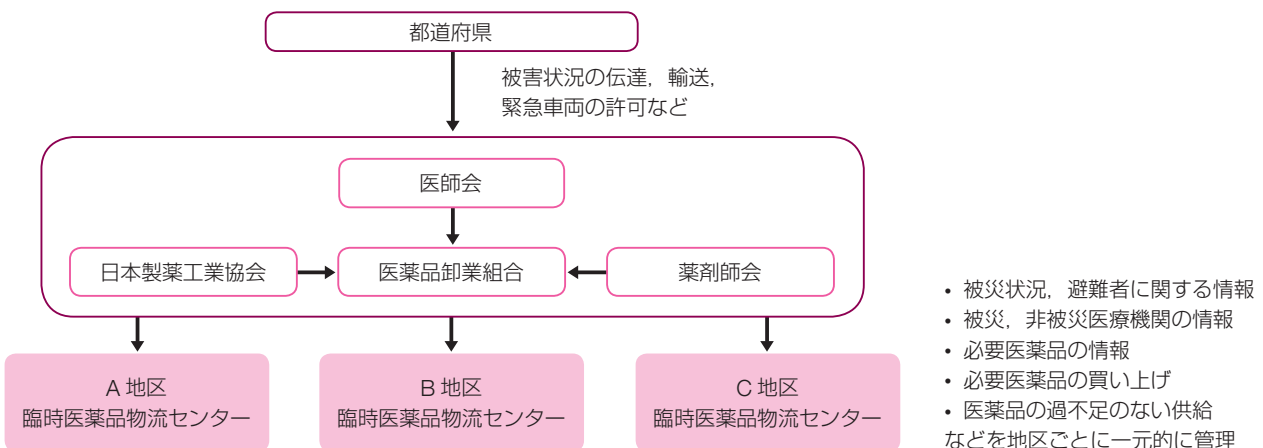 都道府県
被害状況の伝達，輸送，
緊急車両の許可など
医師会
日本製薬工業協会
医薬品卸業組合
薬剤師会
A 地区
臨時医薬品物流センター
B 地区
臨時医薬品物流センター
C 地区
臨時医薬品物流センター
• 被災状況，避難者に関する情報
• 被災，非被災医療機関の情報
• 必要医薬品の情報
• 必要医薬品の買い上げ
• 医薬品の過不足のない供給
などを地区ごとに一元的に管理